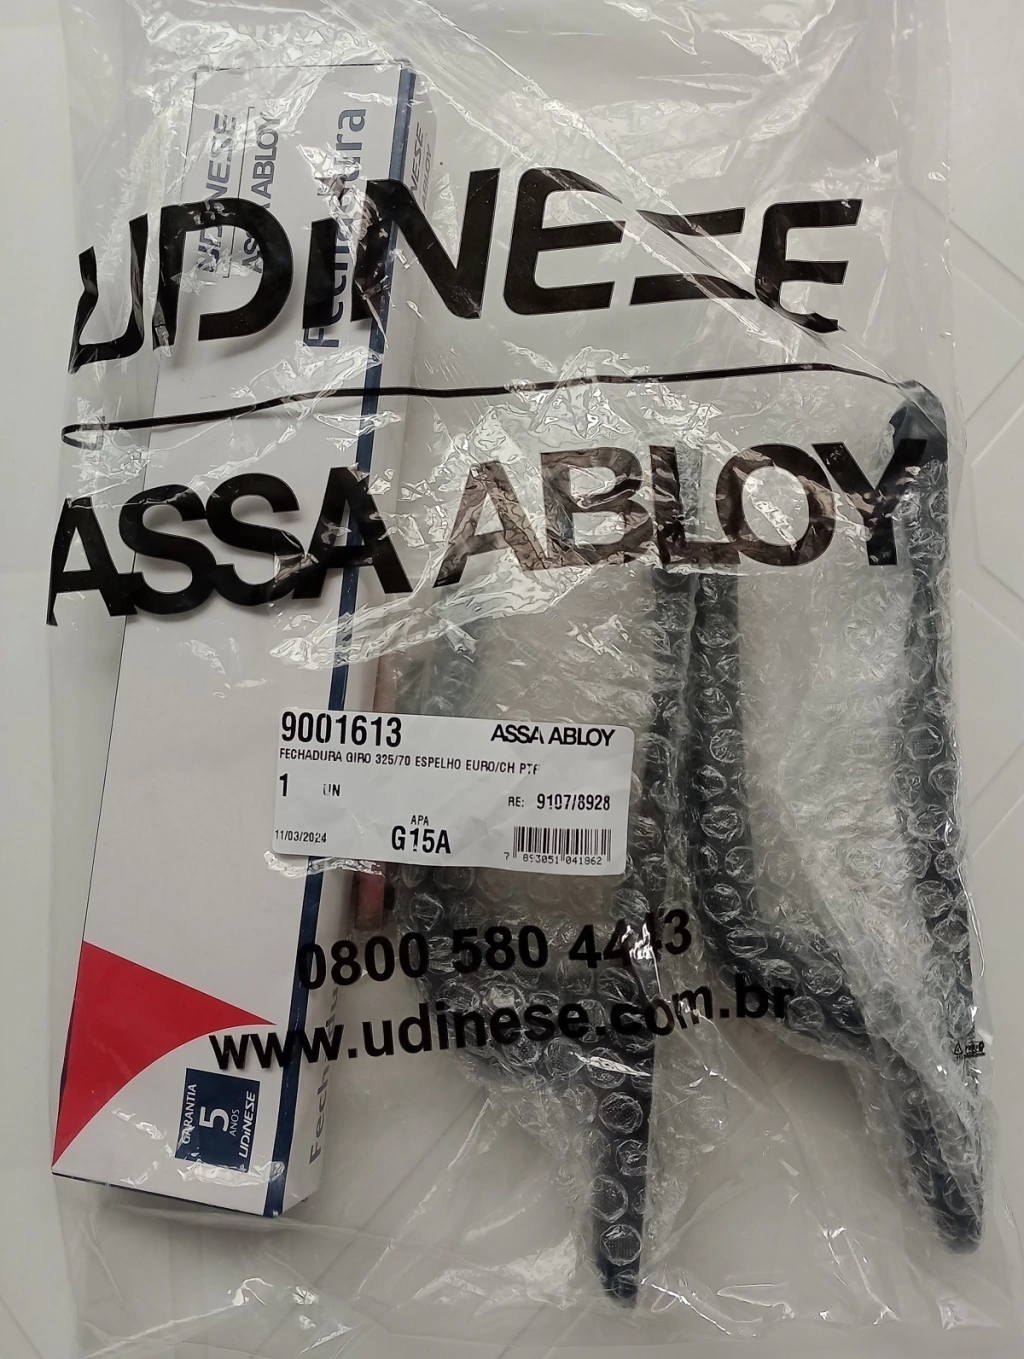 UDINESE
ASSA ABLOY
Fechadura
UDINESE
ASSA ABLOY
9001613
ASSA ABLOY
FECHADURA GIRO 325/70 ESPELHO EURO/CH PTF
1 UN
RE: 9107/8928
APA
11/03/2024
G15A
7 893051 041862
0800 580 4443
www.udinese.com.br
GARANTIA
5
ANOS
UDINESE